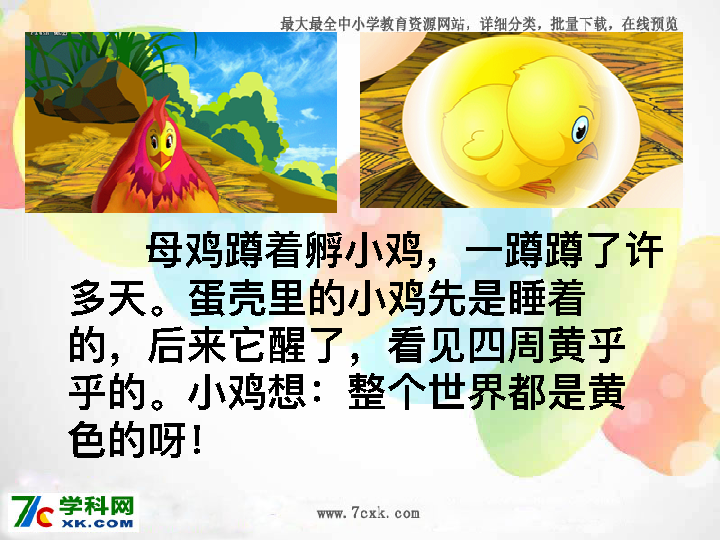 最大最全中小学教育资源网站，详细分类，批量下载，在线预览
母鸡蹲着孵小鸡，一蹲蹲了许
多天。蛋壳里的小鸡先是睡着
的，后来它醒了，看见四周黄乎
乎的。小鸡想：整个世界都是黄
色的呀！
7c学科网
XK.COM
www.7cxk.com